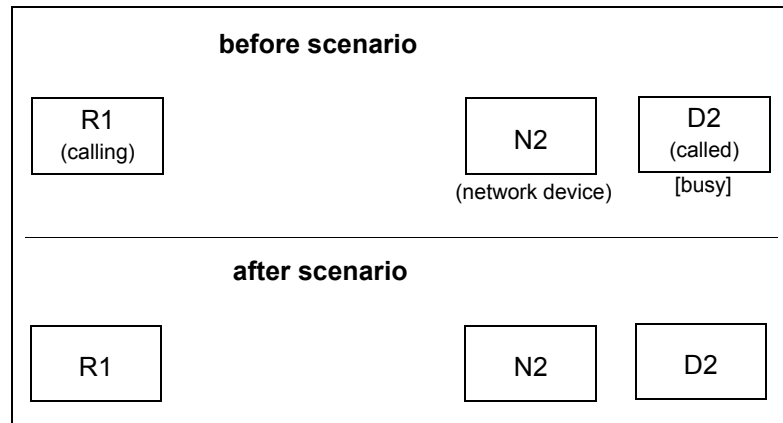 before scenario
R1
(calling)
N2
(network device)
D2
(called)
[busy]
after scenario
R1
N2
D2